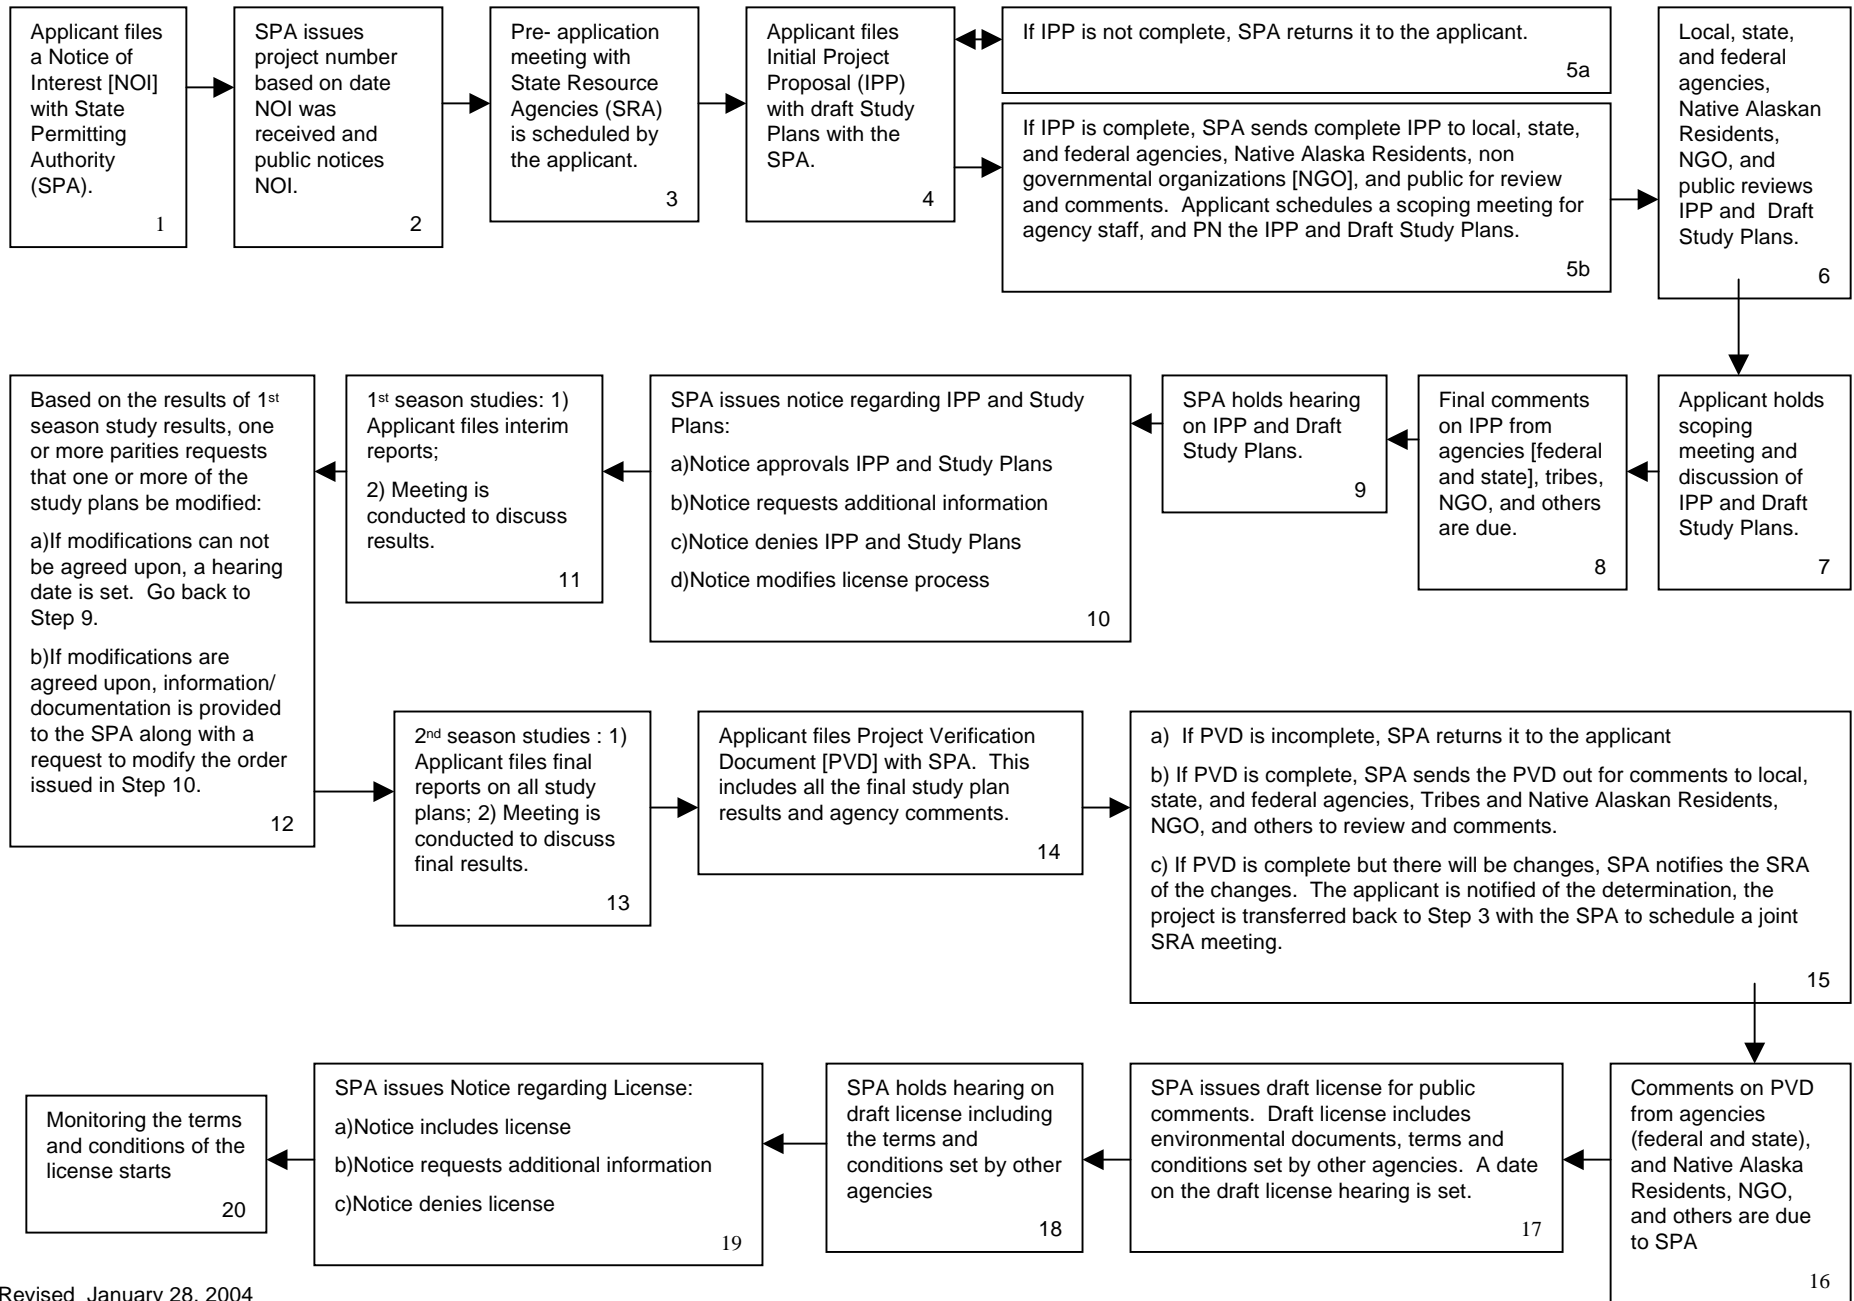 Applicant files
a Notice of
Interest [NOI]
with State
Permitting
Authority
(SPA).
1
SPA issues
project number
based on date
NOI was
received and
public notices
NOI.
2
Pre- application
meeting with
State Resource
Agencies (SRA)
is scheduled by
the applicant.
3
Applicant files
Initial Project
Proposal (IPP)
with draft Study
Plans with the
SPA.
4
If IPP is not complete, SPA returns it to the applicant.
5a
If IPP is complete, SPA sends complete IPP to local, state,
and federal agencies, Native Alaska Residents, non
governmental organizations [NGO], and public for review
and comments. Applicant schedules a scoping meeting for
agency staff, and PN the IPP and Draft Study Plans.
5b
Local, state,
and federal
agencies,
Native Alaskan
Residents,
NGO, and
public reviews
IPP and Draft
Study Plans.
6
Applicant holds
scoping
meeting and
discussion of
IPP and Draft
Study Plans.
7
Final comments
on IPP from
agencies [federal
and state], tribes,
NGO, and others
are due.
8
SPA holds hearing
on IPP and Draft
Study Plans.
9
SPA issues notice regarding IPP and Study
Plans:
a)Notice approvals IPP and Study Plans
b)Notice requests additional information
c)Notice denies IPP and Study Plans
d)Notice modifies license process
10
1st season studies: 1)
Applicant files interim
reports;
2) Meeting is
conducted to discuss
results.
11
Based on the results of 1st
season study results, one
or more parities requests
that one or more of the
study plans be modified:
a)If modifications can not
be agreed upon, a hearing
date is set. Go back to
Step 9.
b)If modifications are
agreed upon, information/
documentation is provided
to the SPA along with a
request to modify the order
issued in Step 10.
12
2nd season studies : 1)
Applicant files final
reports on all study
plans; 2) Meeting is
conducted to discuss
final results.
13
Applicant files Project Verification
Document [PVD] with SPA. This
includes all the final study plan
results and agency comments.
14
a) If PVD is incomplete, SPA returns it to the applicant
b) If PVD is complete, SPA sends the PVD out for comments to local,
state, and federal agencies, Tribes and Native Alaskan Residents,
NGO, and others to review and comments.
c) If PVD is complete but there will be changes, SPA notifies the SRA
of the changes. The applicant is notified of the determination, the
project is transferred back to Step 3 with the SPA to schedule a joint
SRA meeting.
15
Comments on PVD
from agencies
(federal and state),
and Native Alaska
Residents, NGO,
and others are due
to SPA
16
SPA issues draft license for public
comments. Draft license includes
environmental documents, terms and
conditions set by other agencies. A date
on the draft license hearing is set.
17
SPA holds hearing on
draft license including
the terms and
conditions set by other
agencies
18
SPA issues Notice regarding License:
a)Notice includes license
b)Notice requests additional information
c)Notice denies license
19
Monitoring the terms
and conditions of the
license starts
20
Revised January 28, 2004